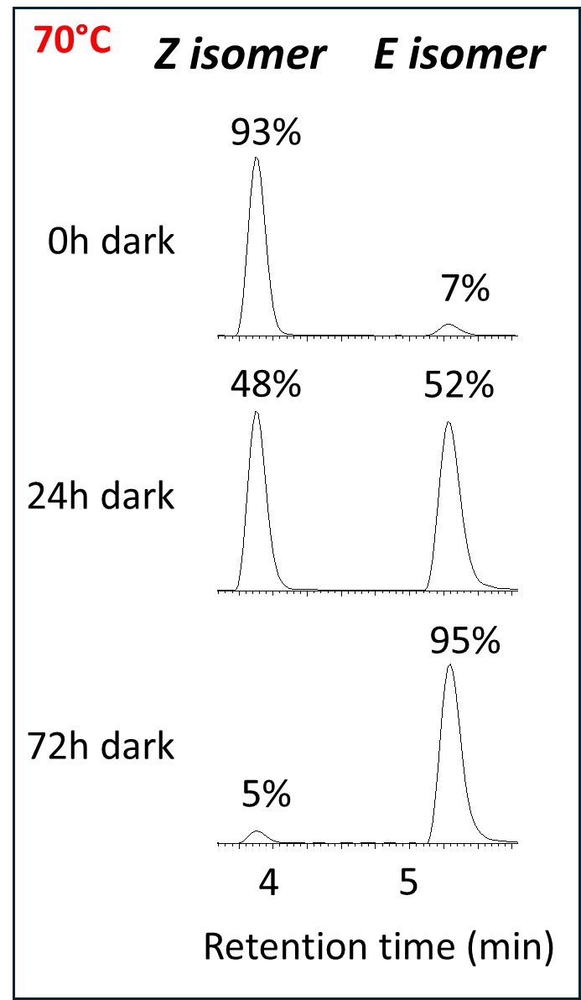 70°C
Z isomer
E isomer
93%
0h dark
7%
48%
52%
24h dark
95%
72h dark
5%
4
5
Retention time (min)